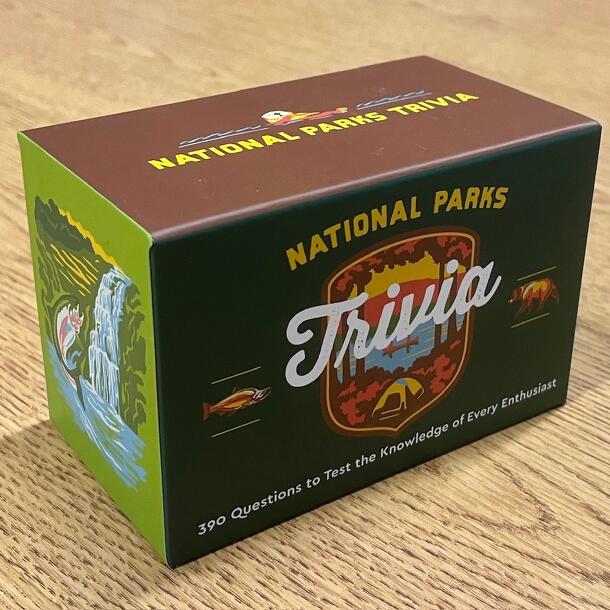 NATIONAL PARKS TRIVIA
NATIONAL PARKS
Trivia
390 Questions to Test the Knowledge of Every Enthusiast